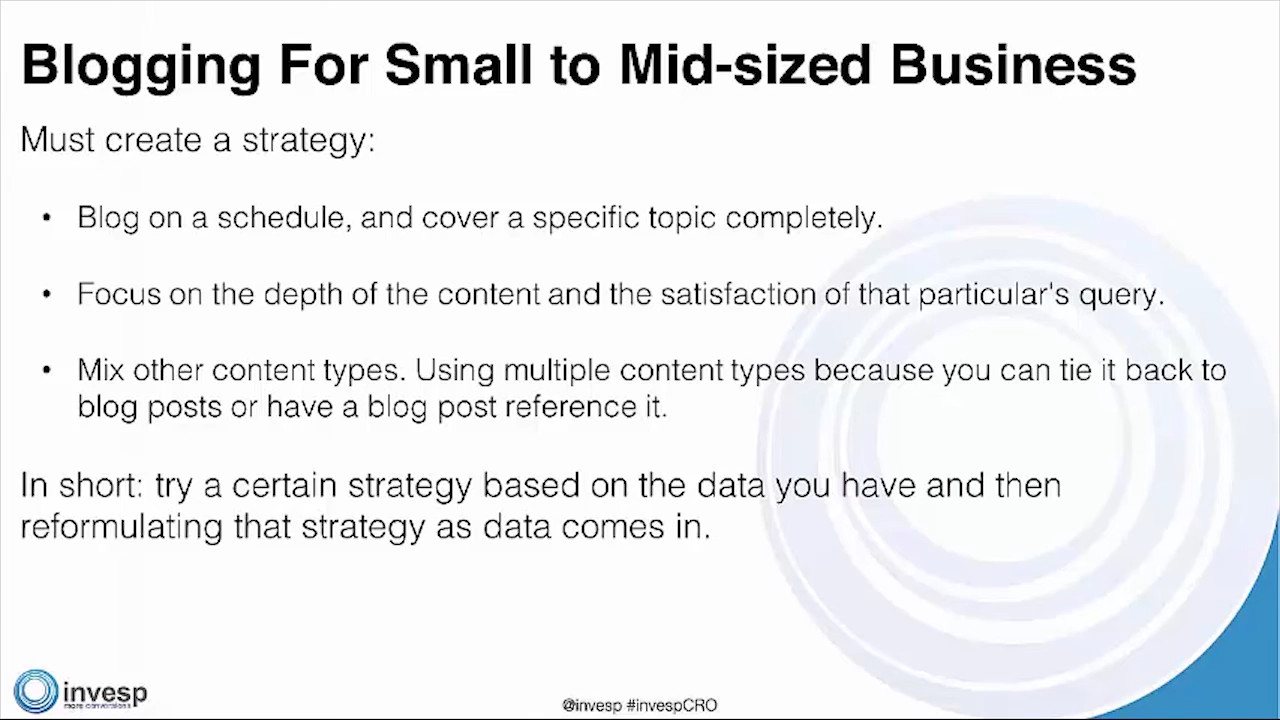 Blogging For Small to Mid-sized Business
Must create a strategy:
• Blog on a schedule, and cover a specific topic completely.
• Focus on the depth of the content and the satisfaction of that particular's query.
• Mix other content types. Using multiple content types because you can tie it back to
blog posts or have a blog post reference it.
In short: try a certain strategy based on the data you have and then
reformulating that strategy as data comes in.
invesp
more conversions
@invesp #invespCRO